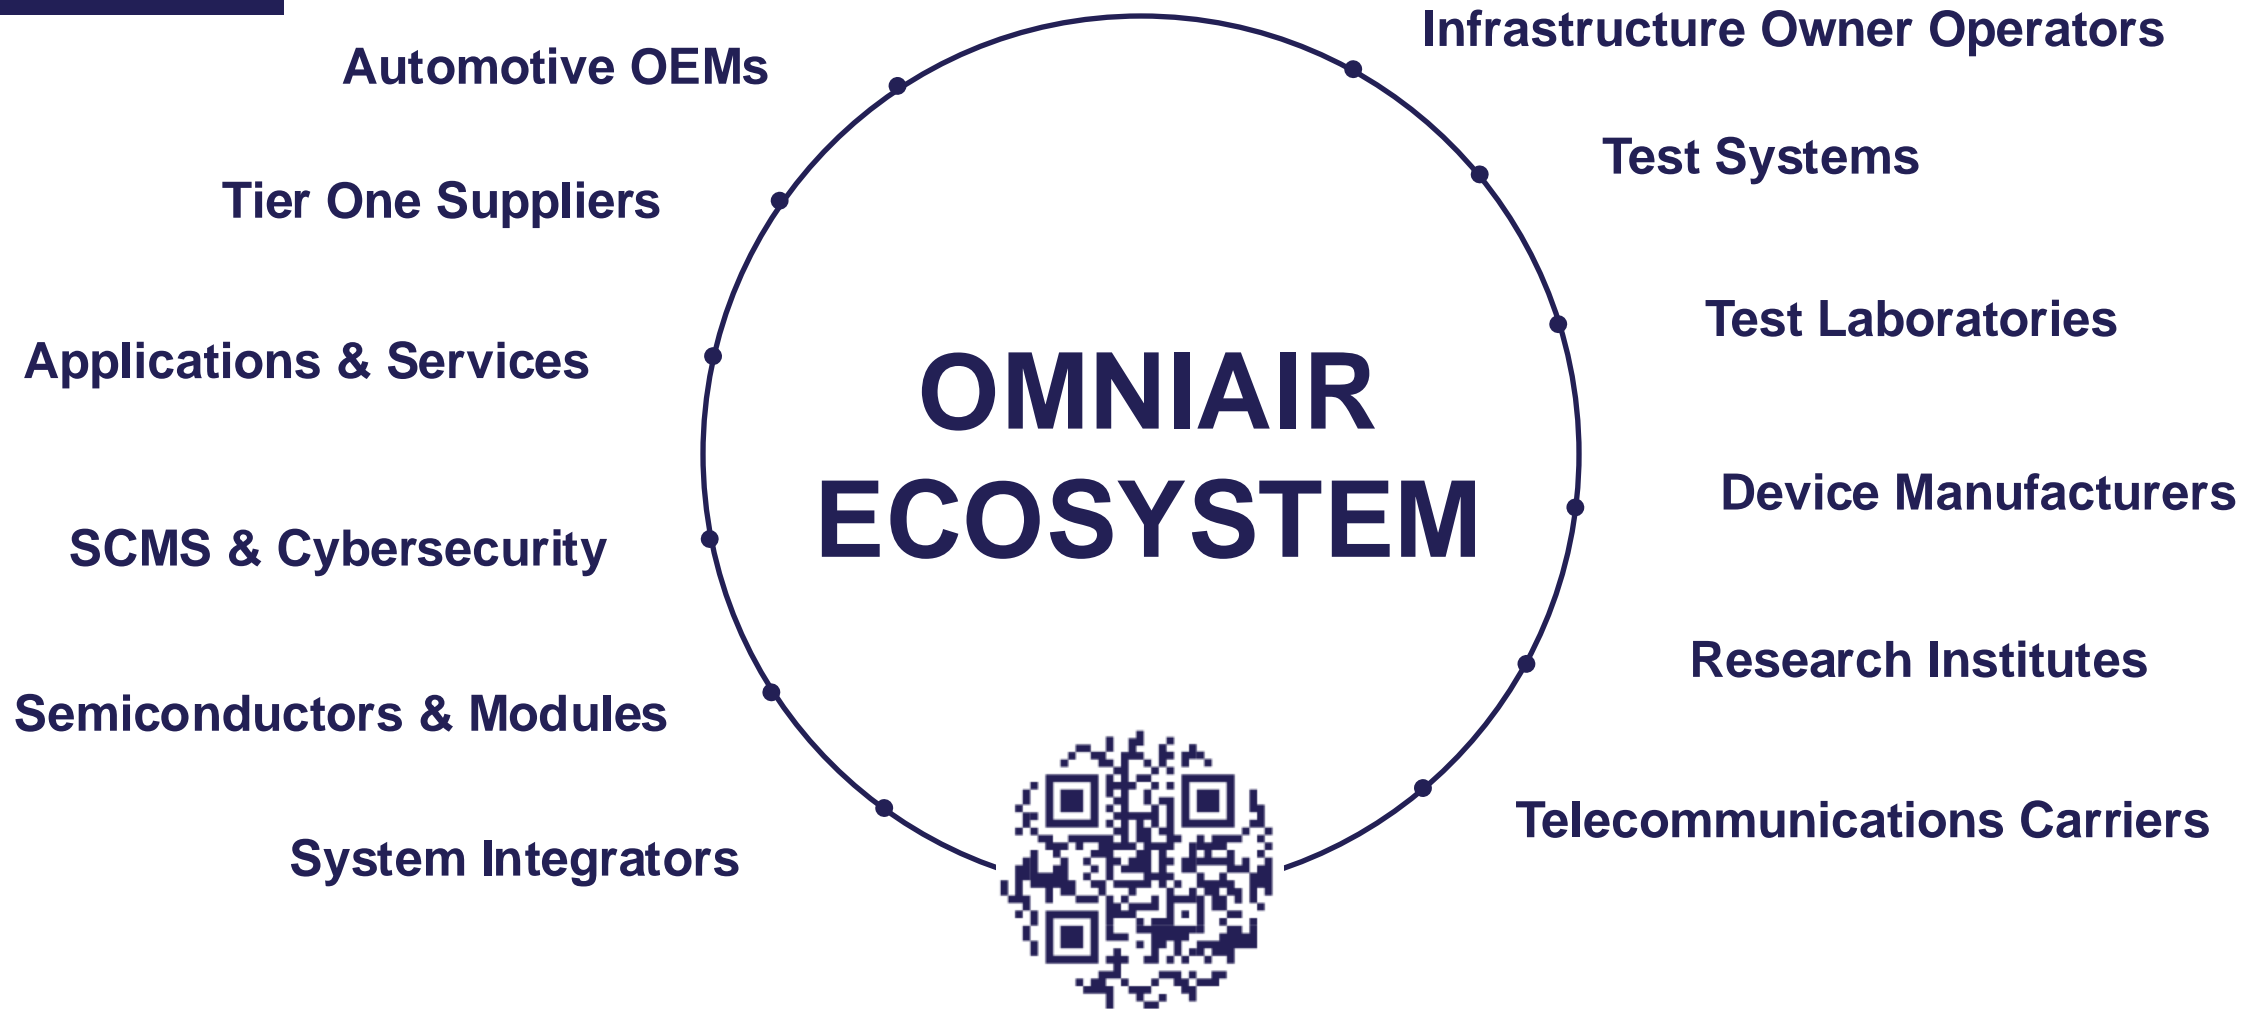 Automotive OEMs
Tier One Suppliers
Applications & Services
SCMS & Cybersecurity
Semiconductors & Modules
System Integrators
OMNIAIR
ECOSYSTEM
Infrastructure Owner Operators
Test Systems
Test Laboratories
Device Manufacturers
Research Institutes
Telecommunications Carriers